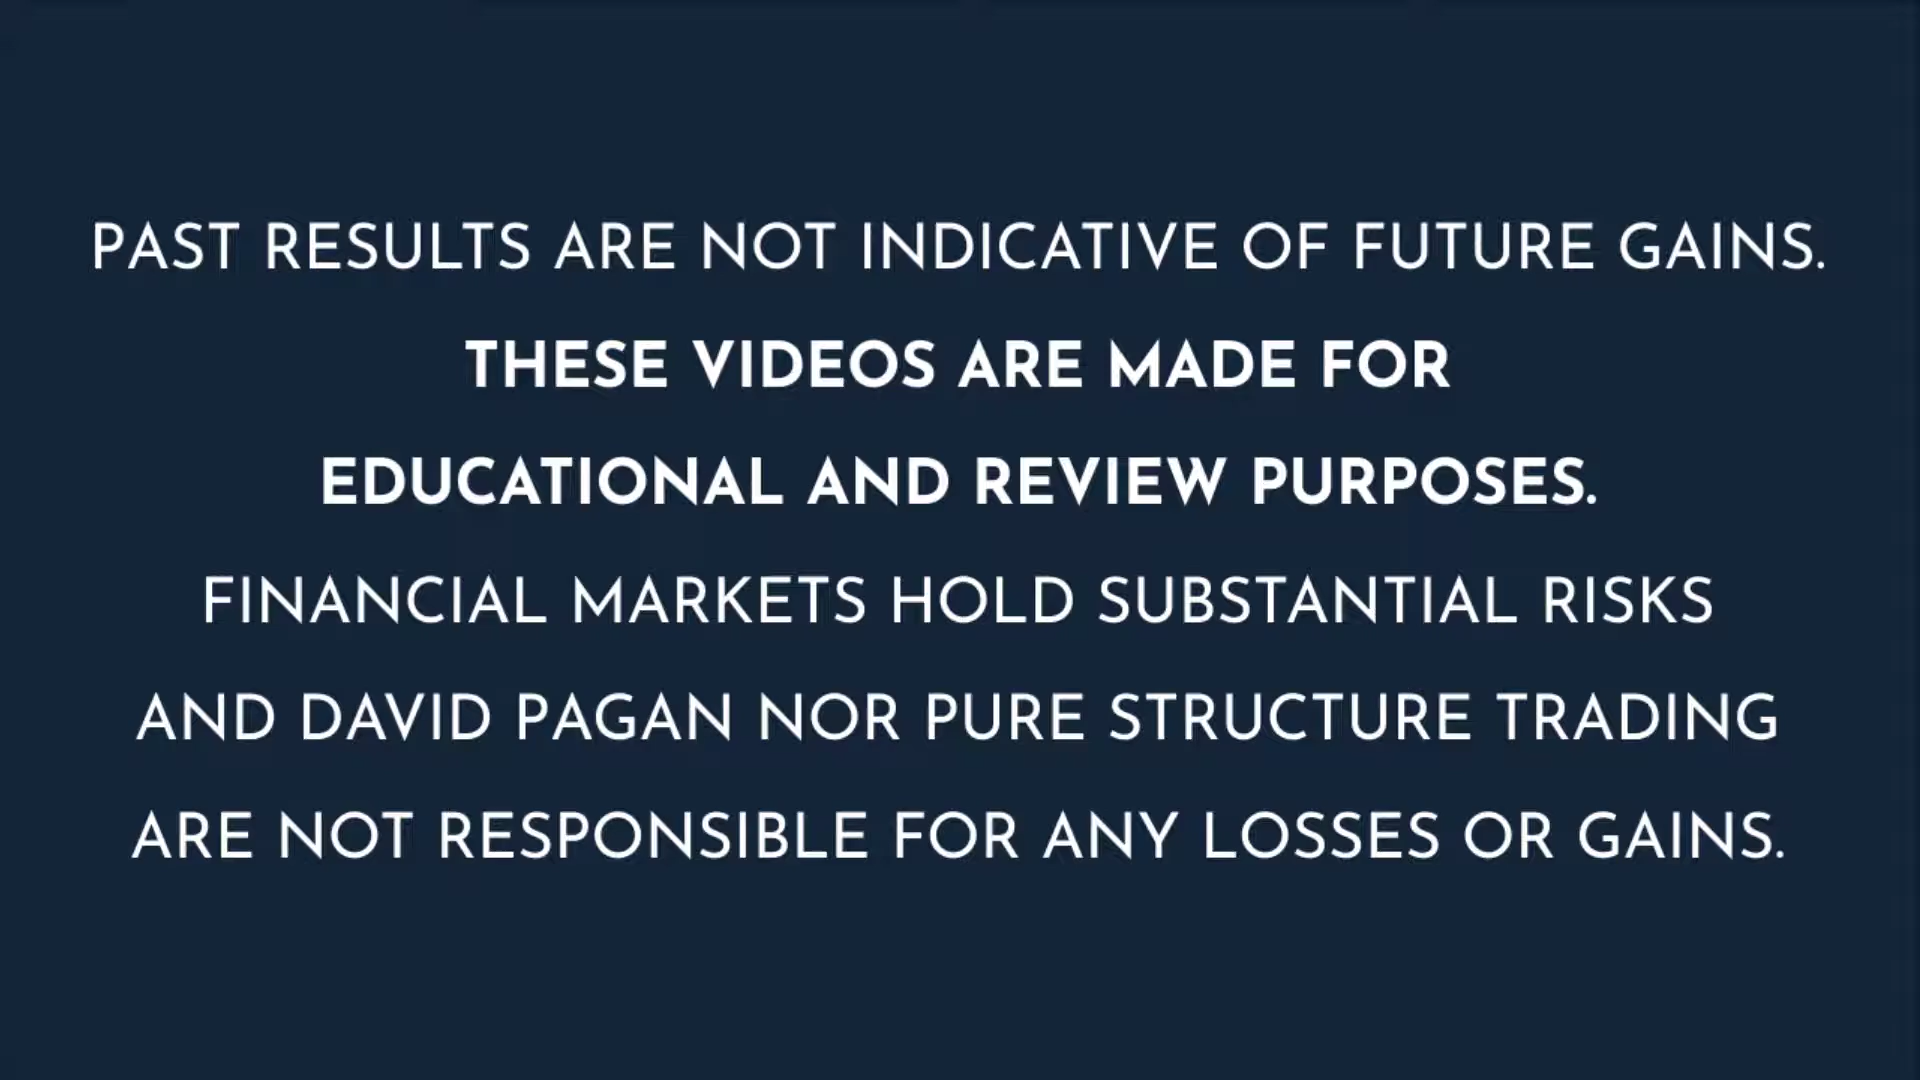 PAST RESULTS ARE NOT INDICATIVE OF FUTURE GAINS.
THESE VIDEOS ARE MADE FOR
EDUCATIONAL AND REVIEW PURPOSES.
FINANCIAL MARKETS HOLD SUBSTANTIAL RISKS
AND DAVID PAGAN NOR PURE STRUCTURE TRADING
ARE NOT RESPONSIBLE FOR ANY LOSSES OR GAINS.